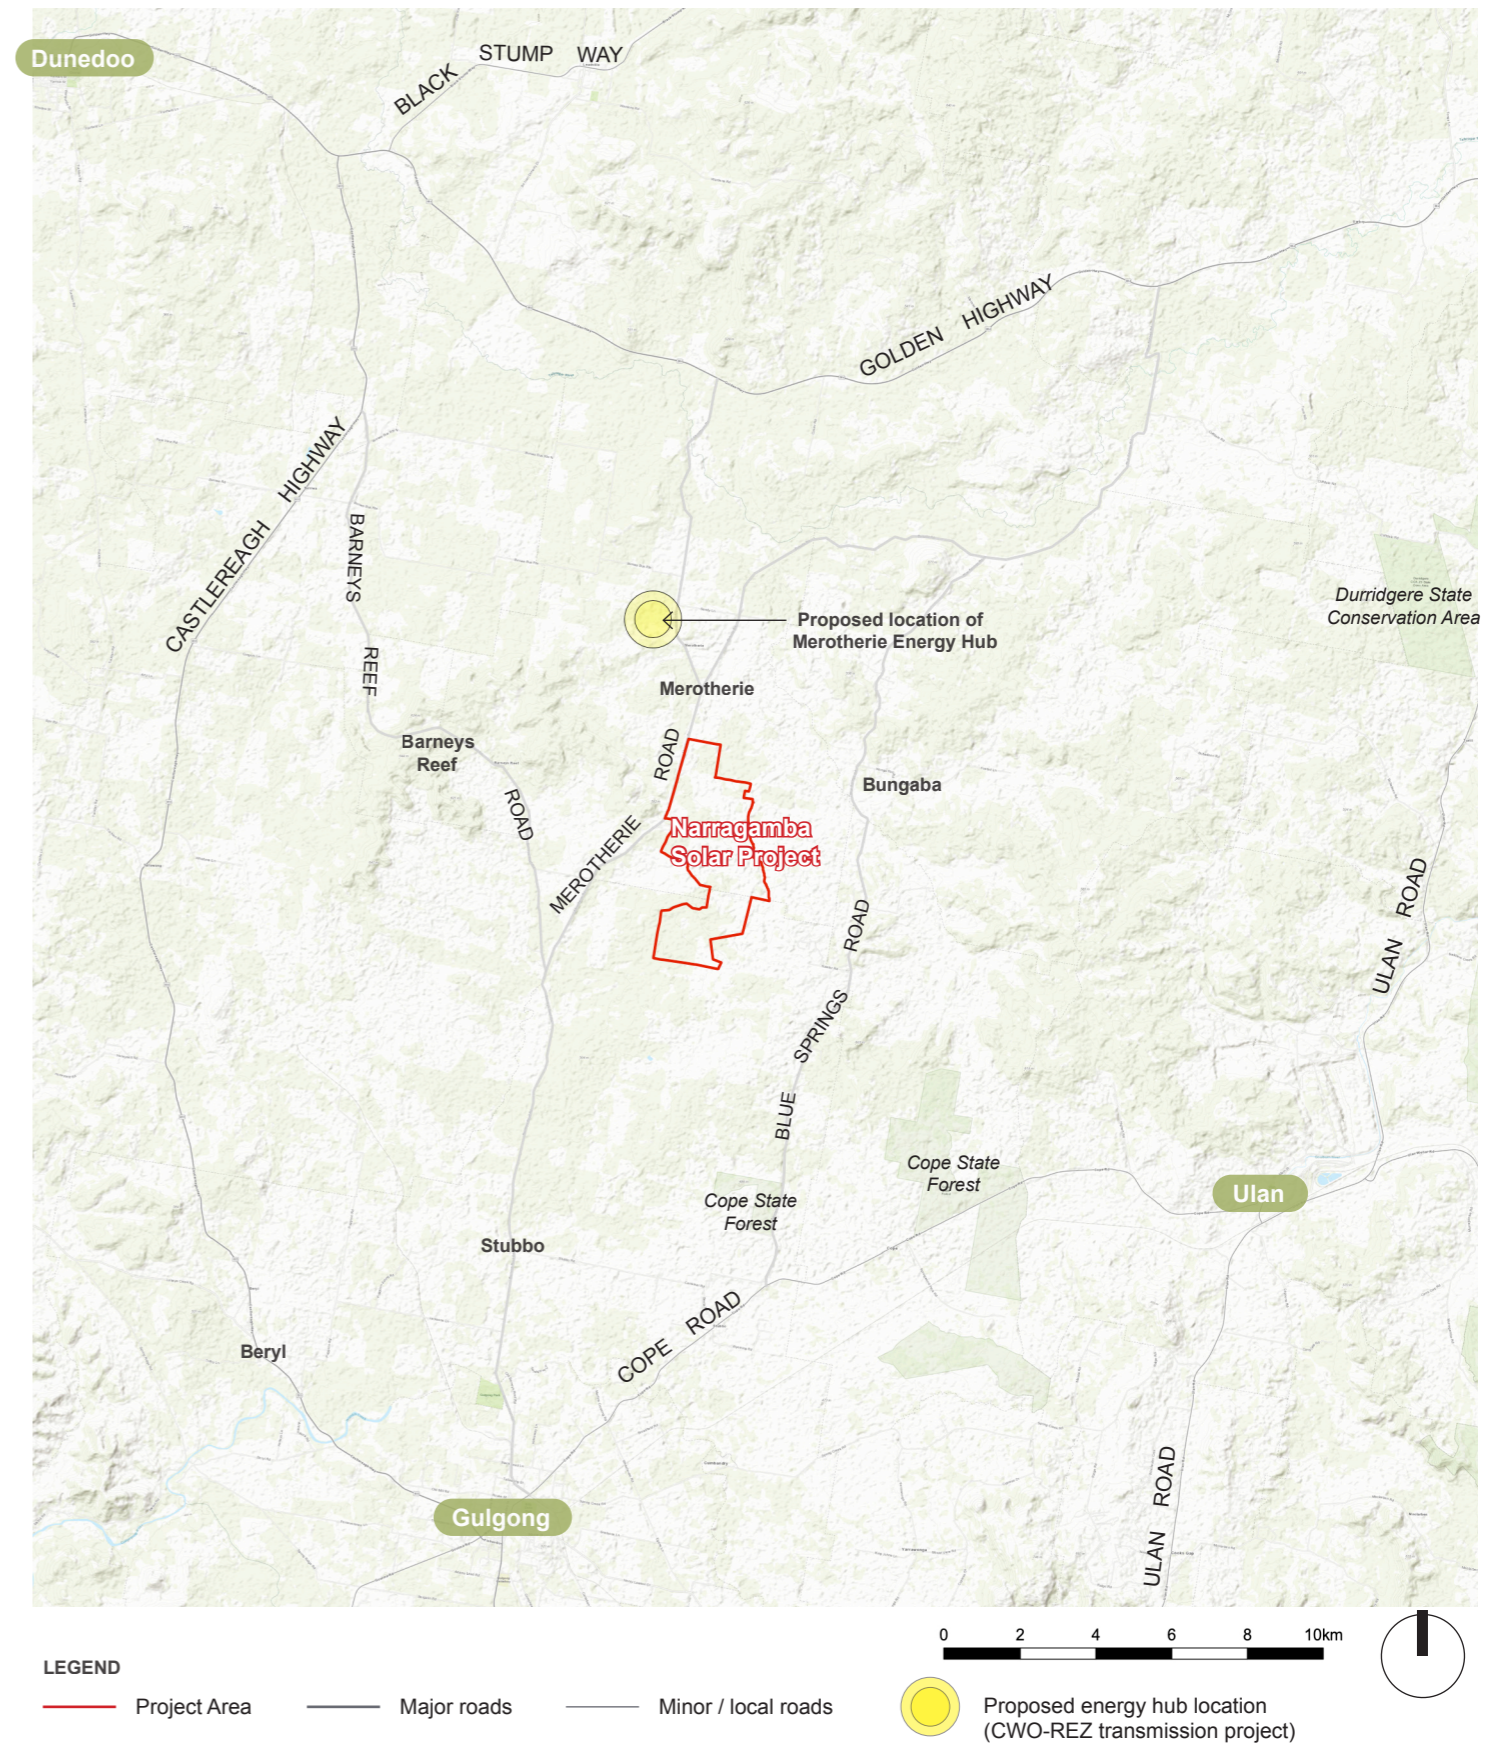 Dunedoo
BLACK STUMP WAY
GOLDEN HIGHWAY
CASTLEREAGH HIGHWAY
BARNEYS REEF ROAD
Durridgere State
Conservation Area
Proposed location of
Merotherie Energy Hub
Merotherie
MEROTHERIE ROAD
Barneys
Reef
Bungaba
Narragamba
Solar Project
ULAN ROAD
BLUE SPRINGS ROAD
Cope State
Forest
Cope State
Forest
Ulan
Stubbo
COPE ROAD
Beryl
ULAN ROAD
Gulgong
0 2 4 6 8 10km
LEGEND
Project Area
Major roads
Minor / local roads
Proposed energy hub location
(CWO-REZ transmission project)